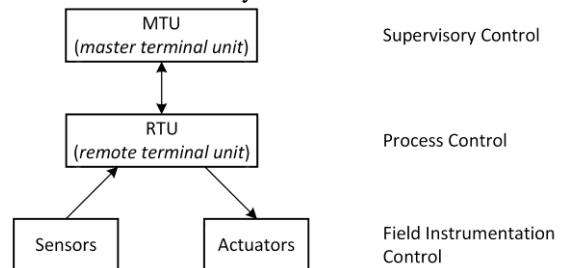 MTU
(master terminal unit)
Supervisory Control
RTU
(remote terminal unit)
Process Control
Sensors
Actuators
Field Instrumentation
Control